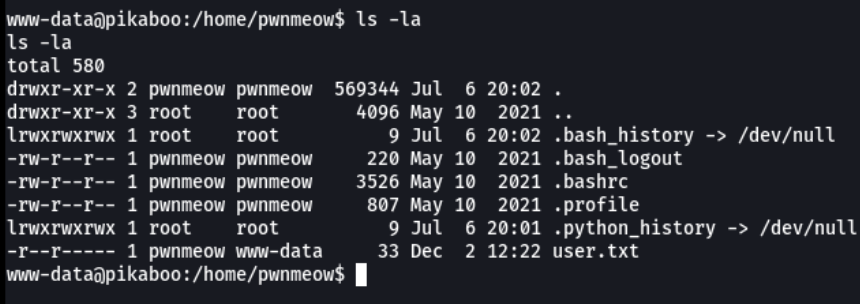 www-data@pikaboo:/home/pwnmeow$ ls -la
ls -la
total 580
drwxr-xr-x 2 pwnmeow pwnmeow  569344 Jul  6 20:02 .
drwxr-xr-x 3 root    root       4096 May 10  2021 ..
lrwxrwxrwx 1 root    root          9 Jul  6 20:02 .bash_history -> /dev/null
-rw-r--r-- 1 pwnmeow pwnmeow     220 May 10  2021 .bash_logout
-rw-r--r-- 1 pwnmeow pwnmeow    3526 May 10  2021 .bashrc
-rw-r--r-- 1 pwnmeow pwnmeow     807 May 10  2021 .profile
lrwxrwxrwx 1 root    root          9 Jul  6 20:01 .python_history -> /dev/null
-r--r----- 1 pwnmeow www-data     33 Dec  2 12:22 user.txt
www-data@pikaboo:/home/pwnmeow$